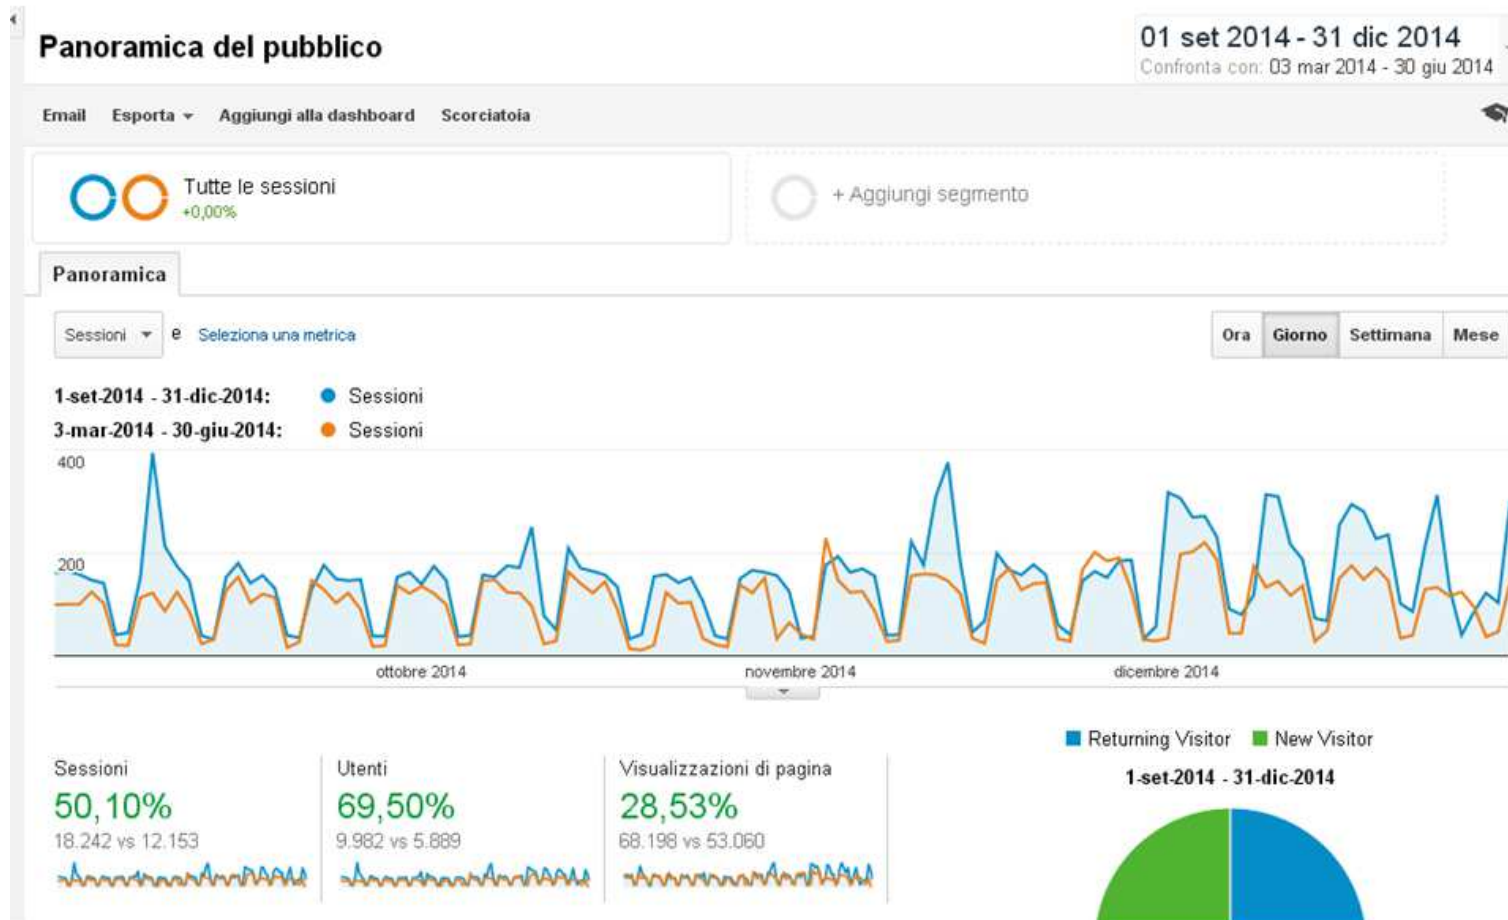 Panoramica del pubblico
01 set 2014 - 31 dic 2014
Confronta con: 03 mar 2014 - 30 giu 2014
Email Esporta Aggiungi alla dashboard Scorciatoia
Tutte le sessioni
+0,00%
+ Aggiungi segmento
Panoramica
Sessioni e Seleziona una metrica
Ora Giorno Settimana Mese
1-set-2014 - 31-dic-2014: Sessioni
3-mar-2014 - 30-giu-2014: Sessioni
400
200
ottobre 2014 novembre 2014 dicembre 2014
Returning Visitor New Visitor
1-set-2014 - 31-dic-2014
Sessioni
50,10%
18.242 vs 12.153
Utenti
69,50%
9.982 vs 5.889
Visualizzazioni di pagina
28,53%
68.198 vs 53.060